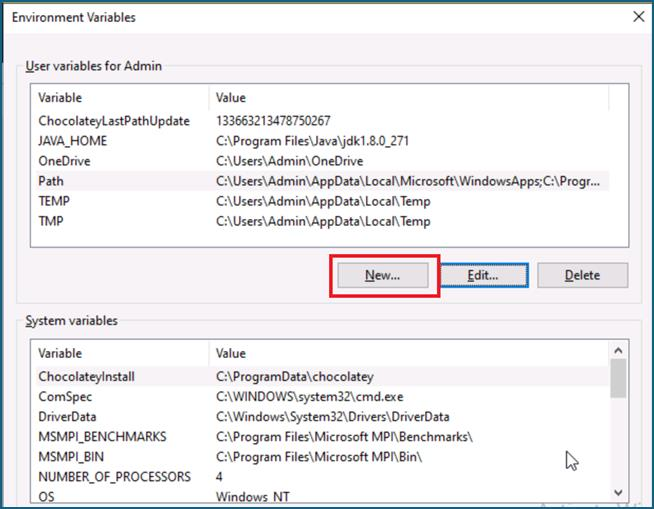 Environment Variables
User variables for Admin
Variable Value
ChocolateyLastPathUpdate 133663213478750267
JAVA_HOME C:\Program Files\Java\jdk1.8.0_271
OneDrive C:\Users\Admin\OneDrive
Path C:\Users\Admin\AppData\Local\Microsoft\WindowsApps;C:\Progr...
TEMP C:\Users\Admin\AppData\Local\Temp
TMP C:\Users\Admin\AppData\Local\Temp
New... Edit... Delete
System variables
Variable Value
ChocolateyInstall C:\ProgramData\chocolatey
ComSpec C:\WINDOWS\system32\cmd.exe
DriverData C:\Windows\System32\Drivers\DriverData
MSMPI_BENCHMARKS C:\Program Files\Microsoft MPI\Benchmarks\
MSMPI_BIN C:\Program Files\Microsoft MPI\Bin\
NUMBER_OF_PROCESSORS 4
OS Windows_NT